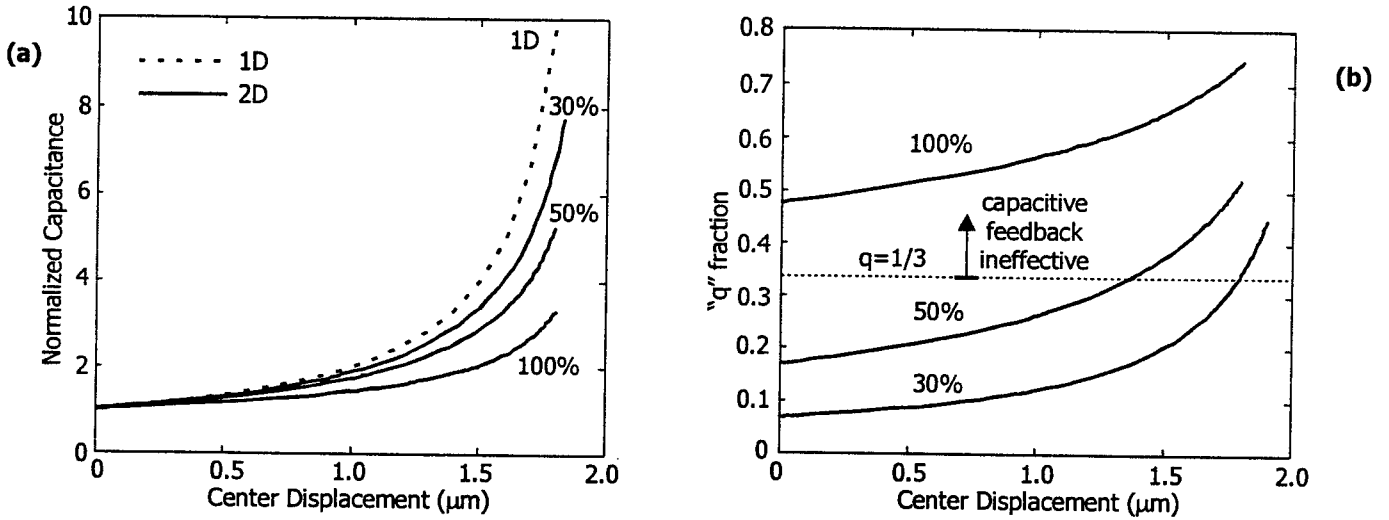 (a)
10
8
6
4
2
0
Normalized Capacitance
1D
2D
1D
30%
50%
100%
0
0.5
1.0
1.5
2.0
Center Displacement (μm)
(b)
0.8
0.7
0.6
0.5
0.4
0.3
0.2
0.1
0
"q" fraction
100%
capacitive
feedback
ineffective
q=1/3
50%
30%
0
0.5
1.0
1.5
2.0
Center Displacement (μm)